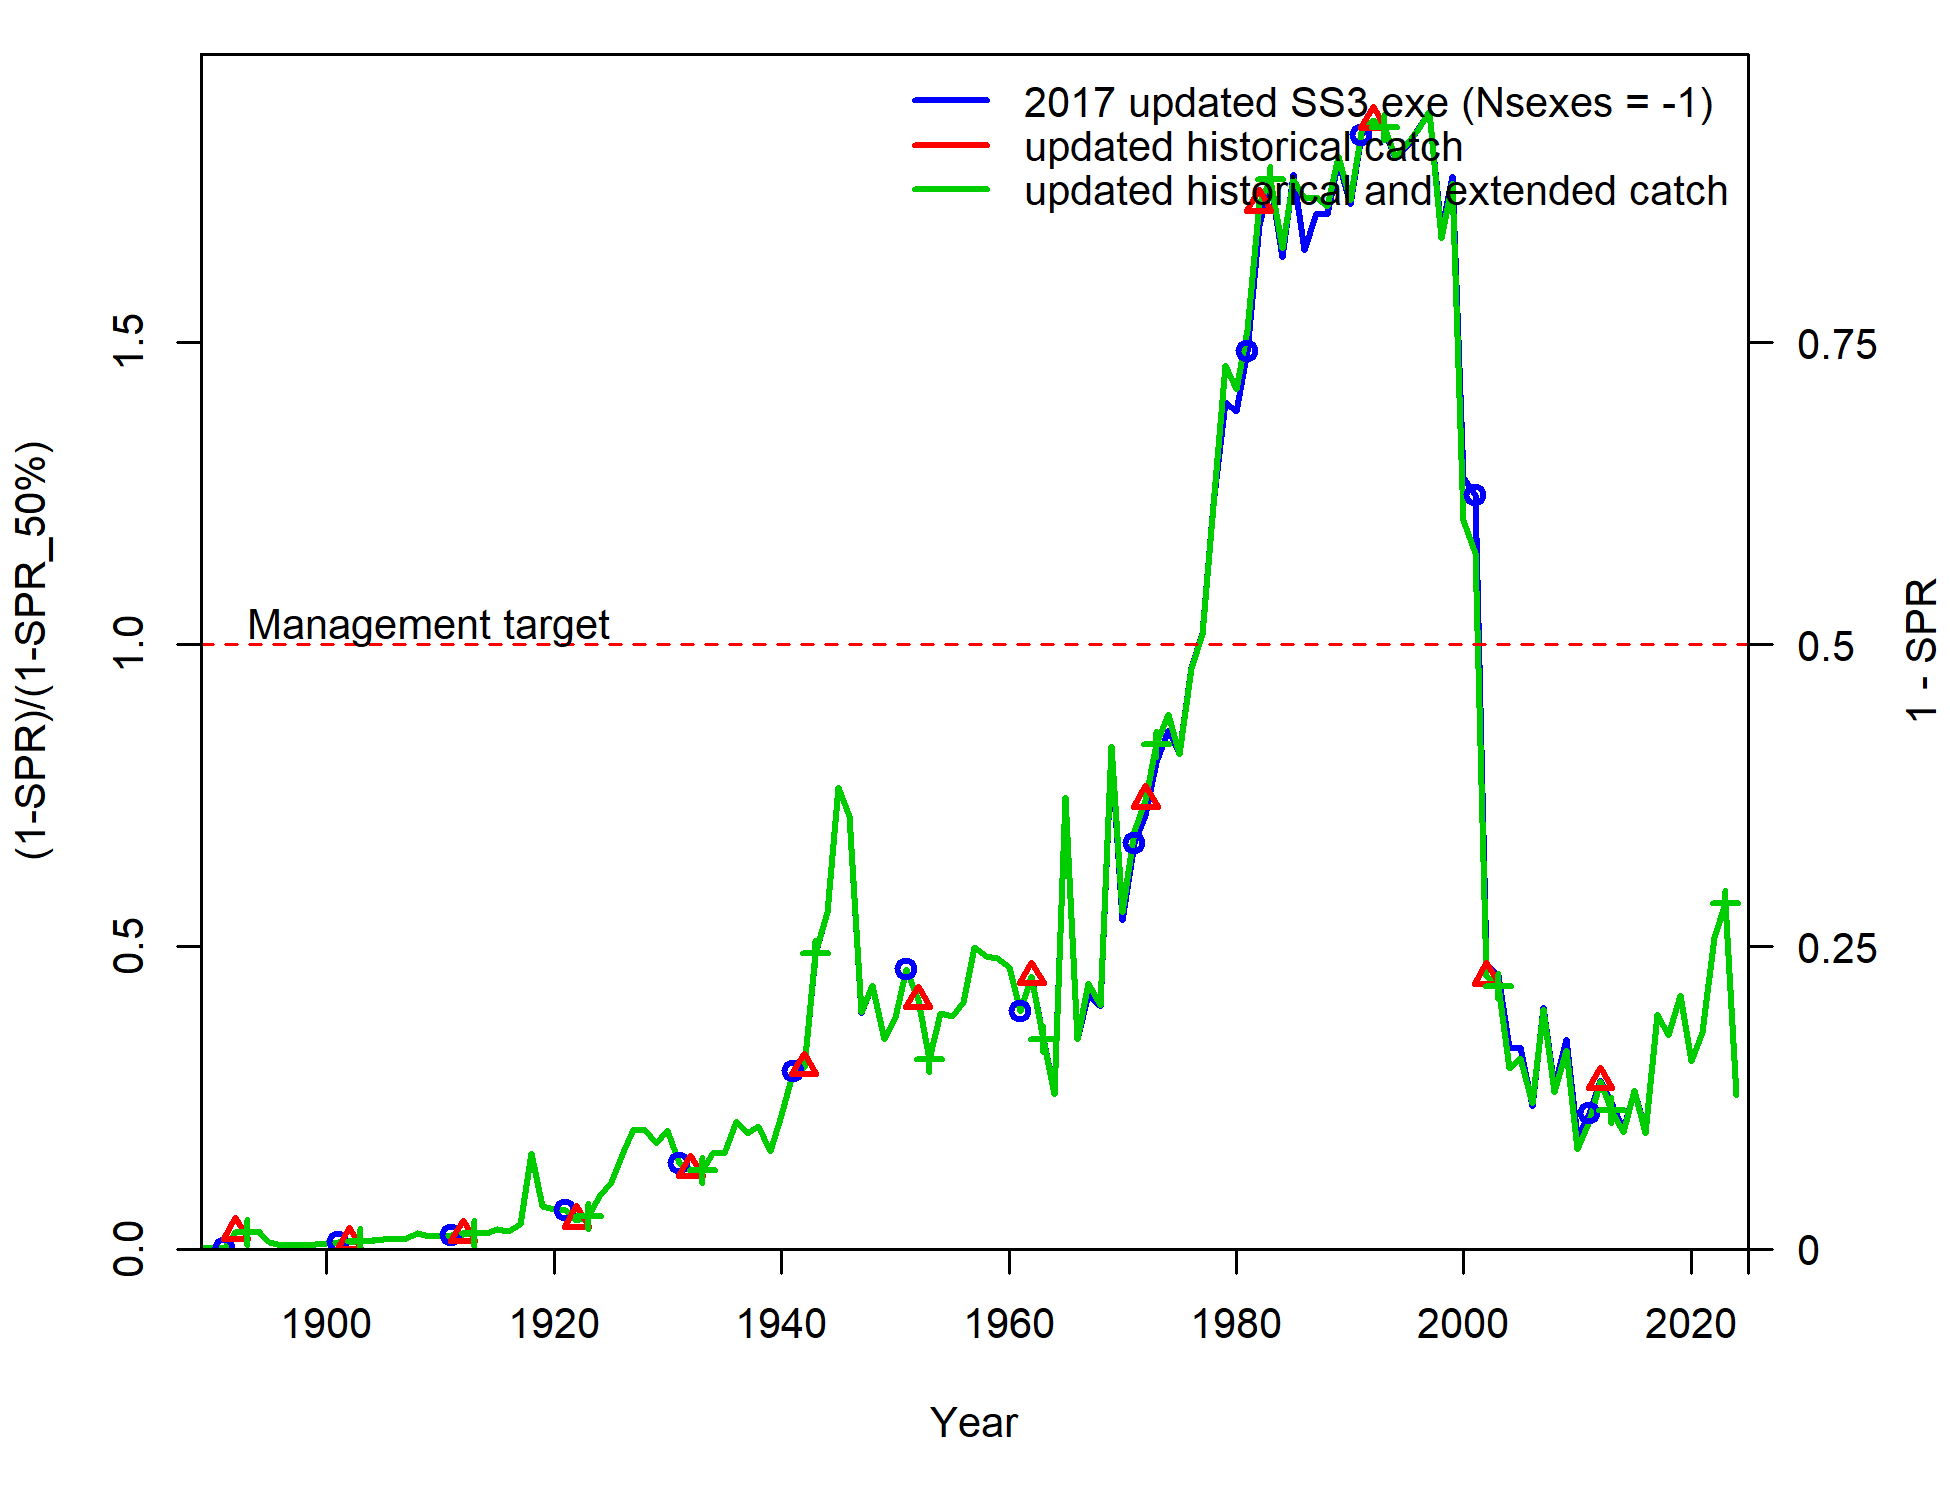 2017 updated SS3 exe (Nsexes = -1)
updated historical catch
updated historical and extended catch
Management target
(1-SPR)/(1-SPR_50%)
0.0
0.5
1.0
1.5
1 - SPR
0
0.25
0.5
0.75
1900
1920
1940
1960
1980
2000
2020
Year